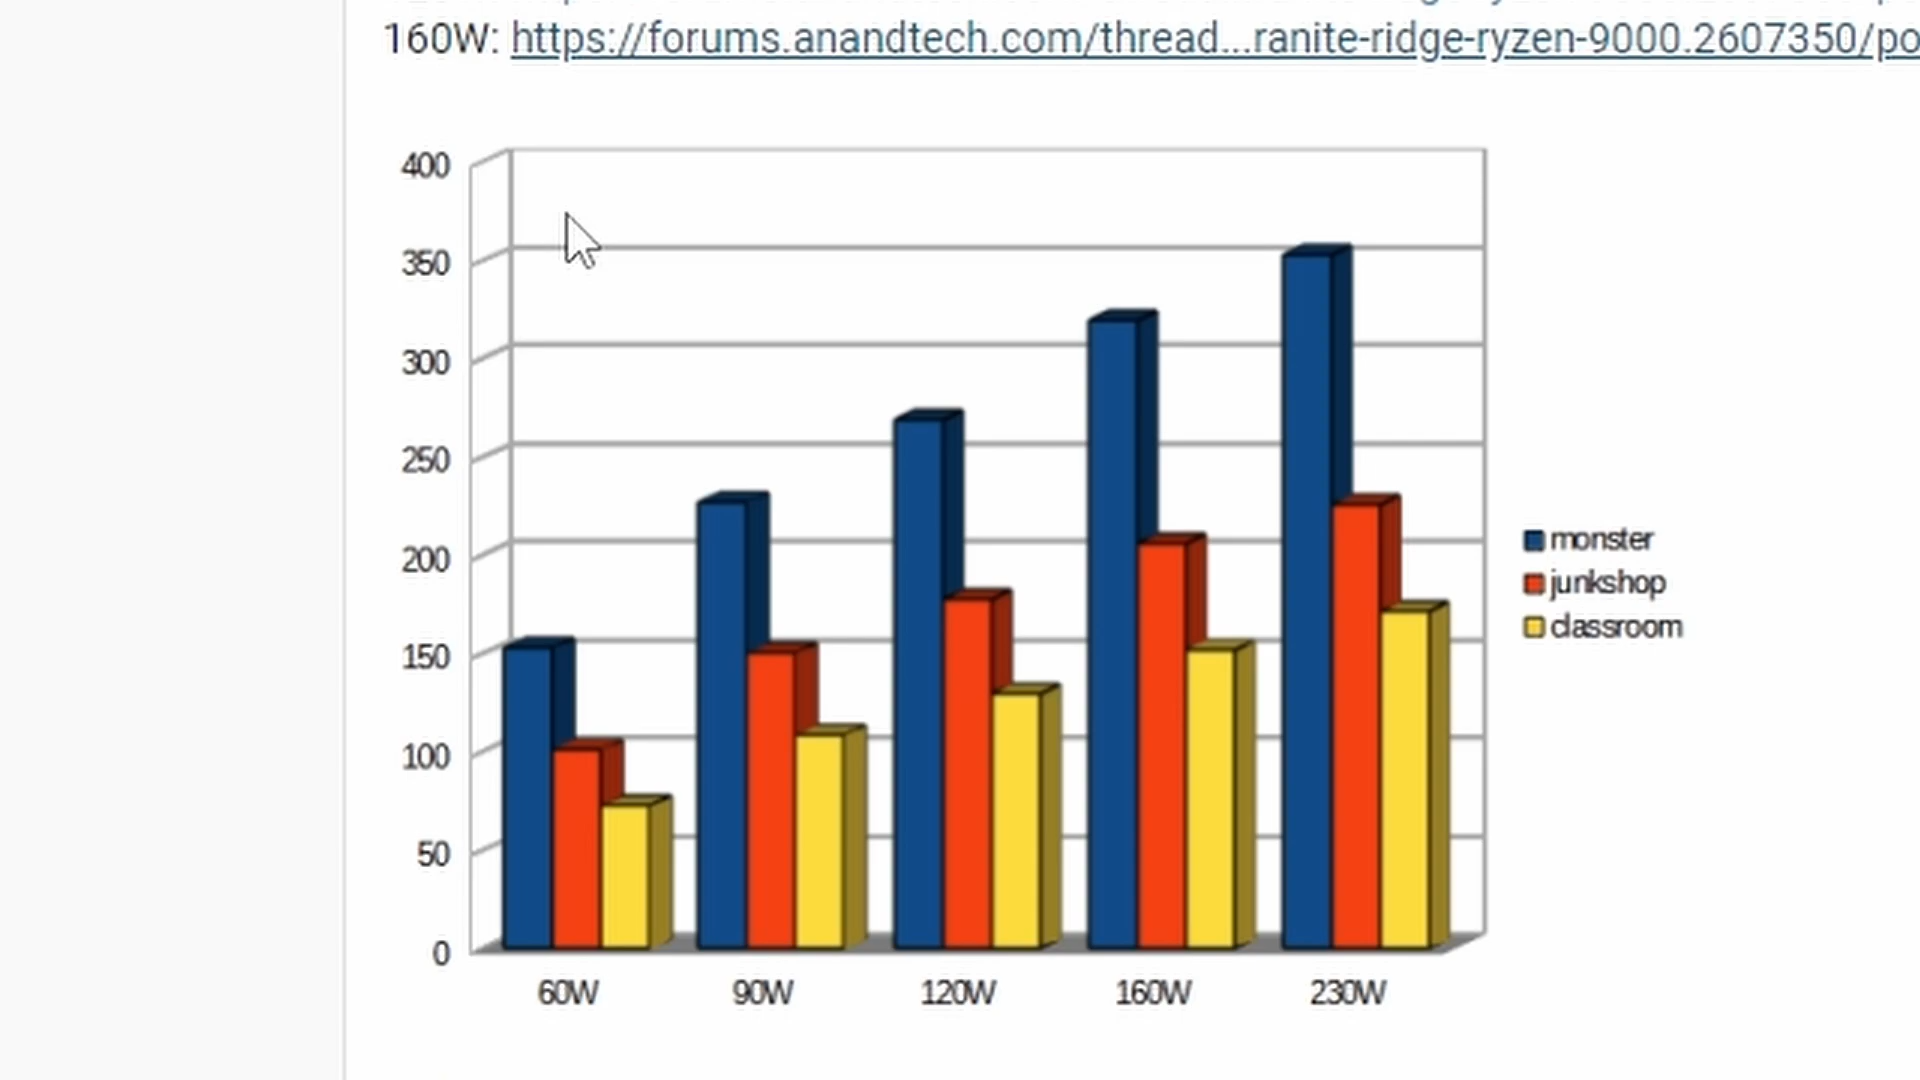 160W: https://forums.anandtech.com/thread...ranite-ridge-ryzen-9000.2607350/po
400
350
300
250
200
150
100
50
0
60W 90W 120W 160W 230W
monster
junkshop
classroom